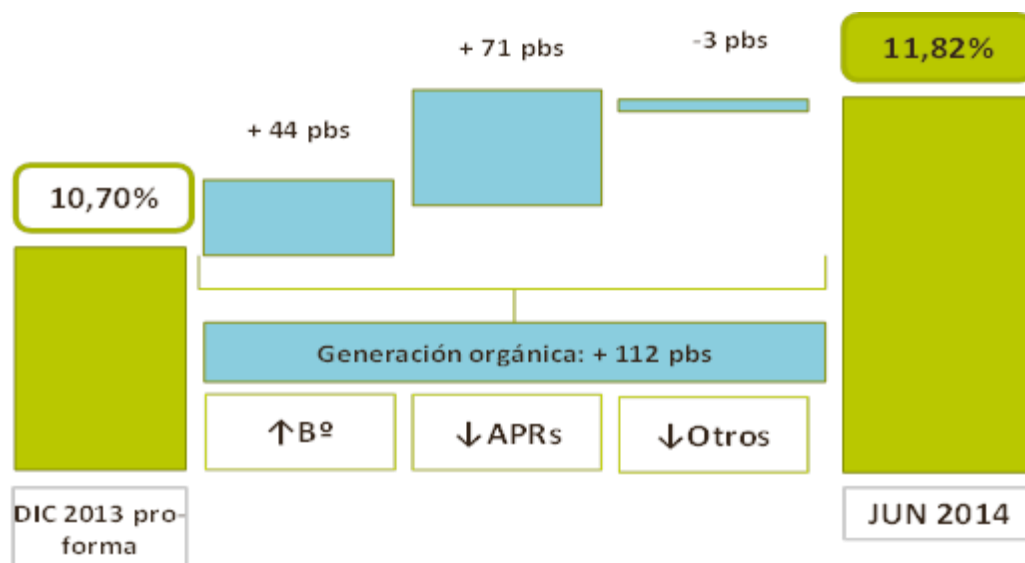 + 71 pbs
-3 pbs
11,82%
+ 44 pbs
10,70%
Generación orgánica: + 112 pbs
↑Bº
↓APRs
↓Otros
DIC 2013 pro-
forma
JUN 2014